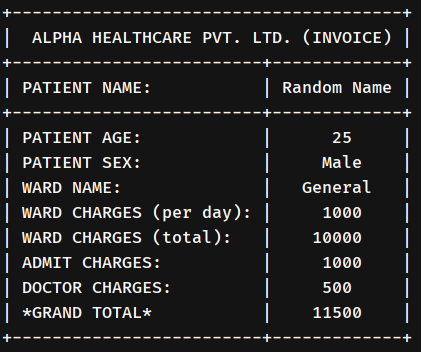 ALPHA HEALTHCARE PVT. LTD. (INVOICE)
PATIENT NAME: Random Name
PATIENT AGE: 25
PATIENT SEX: Male
WARD NAME: General
WARD CHARGES (per day): 1000
WARD CHARGES (total): 10000
ADMIT CHARGES: 1000
DOCTOR CHARGES: 500
*GRAND TOTAL* 11500